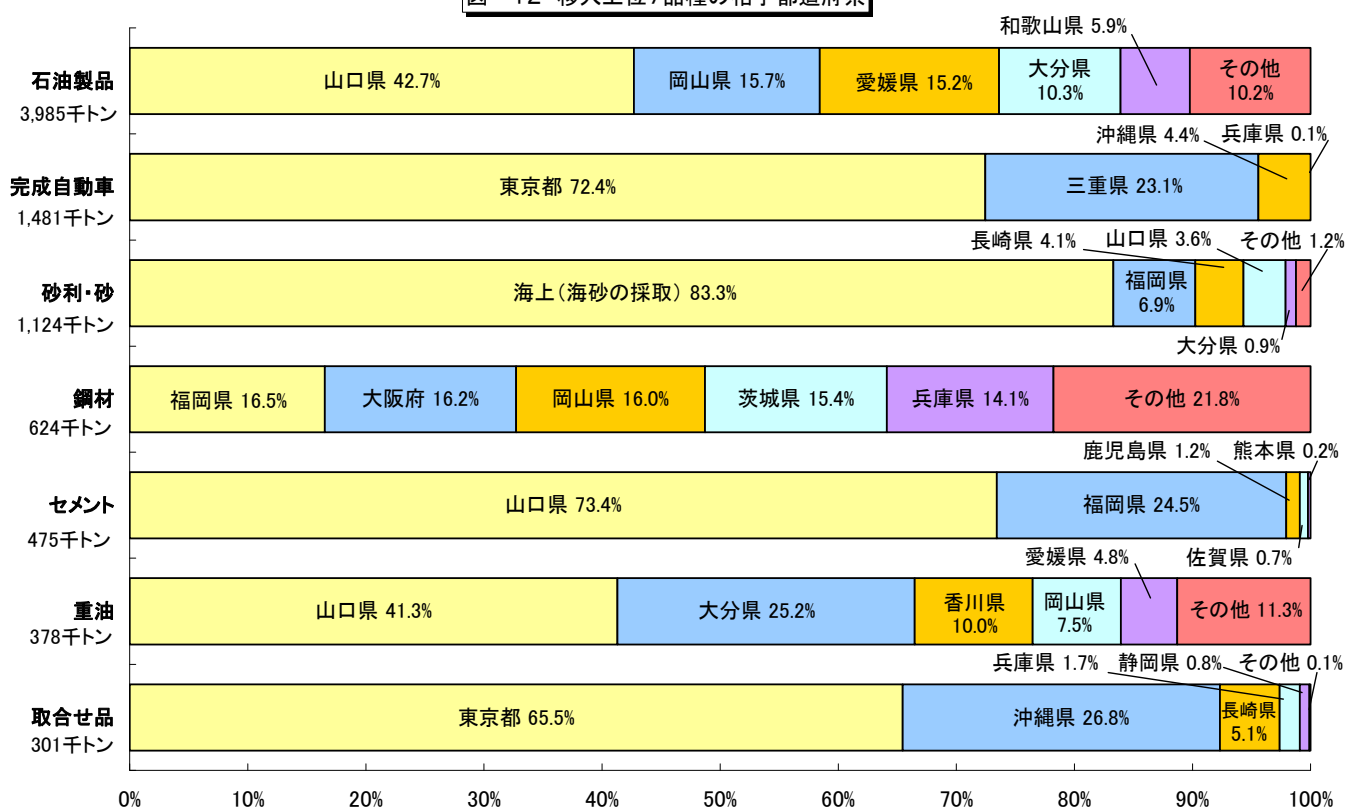 和歌山県 5.9%
石油製品
3,985千トン
山口県 42.7%
岡山県 15.7%
愛媛県 15.2%
大分県
10.3%
その他
10.2%
沖縄県 4.4%
兵庫県 0.1%
完成自動車
1,481千トン
東京都 72.4%
三重県 23.1%
長崎県 4.1%
山口県 3.6%
その他 1.2%
砂利・砂
1,124千トン
海上(海砂の採取) 83.3%
福岡県
6.9%
大分県 0.9%
鋼材
624千トン
福岡県 16.5%
大阪府 16.2%
岡山県 16.0%
茨城県 15.4%
兵庫県 14.1%
その他 21.8%
鹿児島県 1.2%
熊本県 0.2%
セメント
475千トン
山口県 73.4%
福岡県 24.5%
佐賀県 0.7%
愛媛県 4.8%
重油
378千トン
山口県 41.3%
大分県 25.2%
香川県
10.0%
岡山県
7.5%
その他 11.3%
兵庫県 1.7%
静岡県 0.8%
その他 0.1%
取合せ品
301千トン
東京都 65.5%
沖縄県 26.8%
長崎県
5.1%
0%
10%
20%
30%
40%
50%
60%
70%
80%
90%
100%